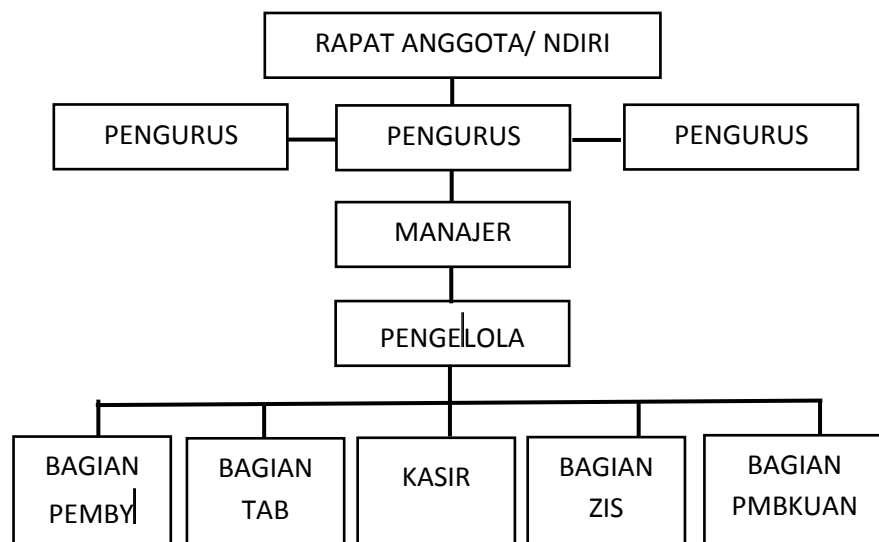 RAPAT ANGGOTA/ NDIRI
PENGURUS
PENGURUS
PENGURUS
MANAJER
PENGELOLA
BAGIAN
PEMBY
BAGIAN
TAB
KASIR
BAGIAN
ZIS
BAGIAN
PMBKUAN